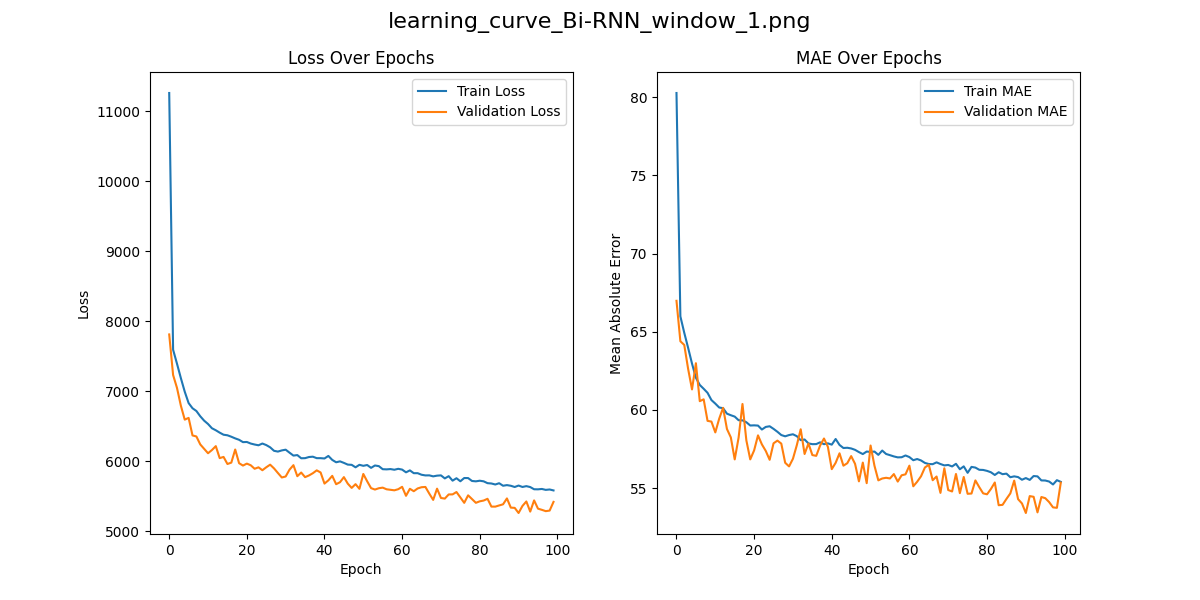 learning_curve_Bi-RNN_window_1.png
Loss Over Epochs
Train Loss
Validation Loss
11000
10000
9000
8000
7000
6000
5000
Loss
0
20
40
60
80
100
Epoch
MAE Over Epochs
Train MAE
Validation MAE
80
75
70
65
60
55
Mean Absolute Error
0
20
40
60
80
100
Epoch